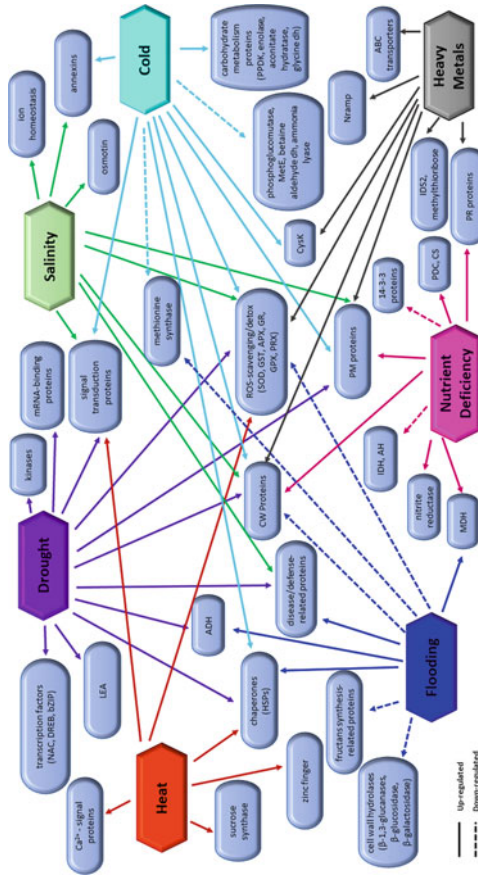 Ca²⁺ - signal
proteins
transcription factors
(NAC, DREB, bZIP)
LEA
kinases
mRNA-binding
proteins
signal
transduction
proteins
ion
homeostasis
annexins
osmotin
Heat
Drought
Salinity
Cold
carbohydrate
metabolism
proteins
(PPDK, enolase,
aconitate
hydratase,
glycine dh)
sucrose
synthase
chaperones
(HSPs)
ADH
methionine
synthase
phosphoglucomutase,
MetE, betaine
aldehyde dh, ammonia
lyase
zinc finger
disease/defense-
related proteins
CW Proteins
ROS-scavenging/detox
(SOD, GST, APX, GR,
GPX, PRX)
CysK
Nramp
ABC
transporters
fructans synthesis-
related proteins
PM proteins
cell wall hydrolases
(β-1,3-glucanases,
β-glucosidase,
β-galactosidase)
IDH, AH
14-3-3
proteins
PDC, CS
IDS2,
methylthioribose
nitrite
reductase
MDH
PR proteins
Flooding
Nutrient
Deficiency
Heavy
Metals
Up-regulated
Down-regulated